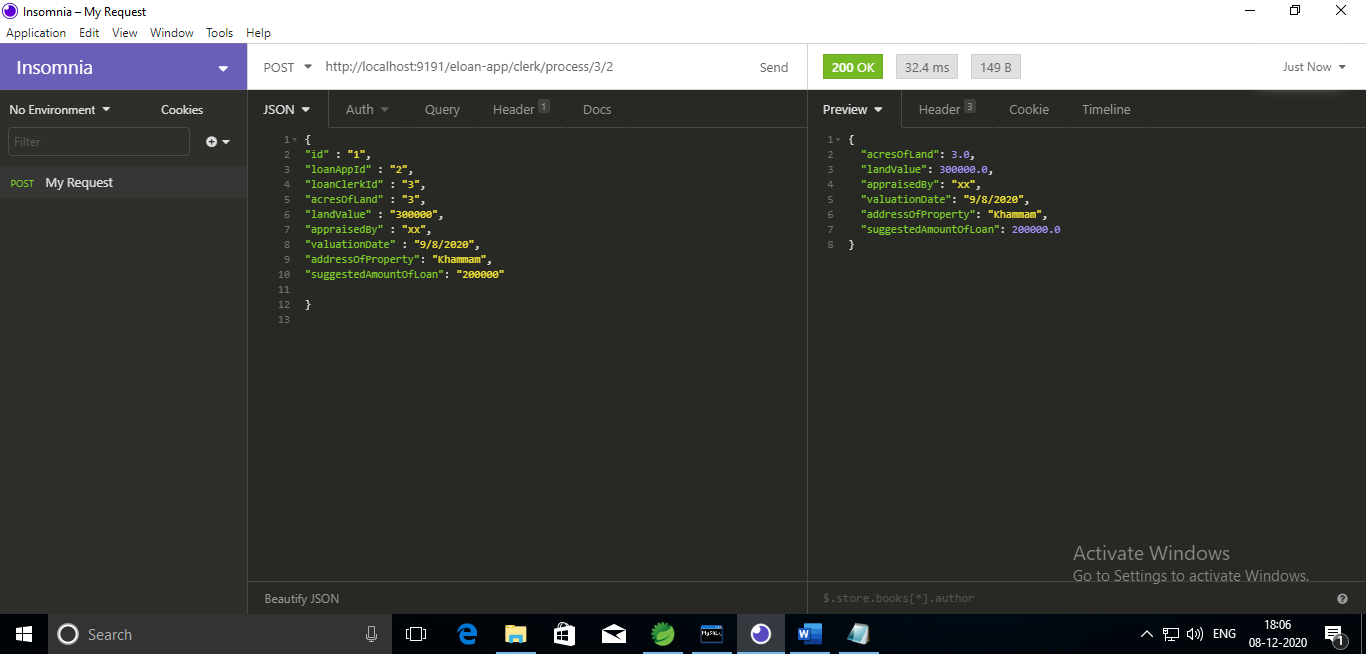 Insomnia – My Request
Application Edit View Window Tools Help
Insomnia
POST http://localhost:9191/eloan-app/clerk/process/3/2 Send
200 OK 32.4 ms 149 B Just Now
No Environment Cookies
JSON Auth Query Header 1 Docs
Preview Header 3 Cookie Timeline
Filter
POST My Request
1 {
2 "id" : "1",
3 "loanAppId" : "2",
4 "loanClerkId" : "3",
5 "acresOfLand" : "3",
6 "landValue" : "300000",
7 "appraisedBy" : "xx",
8 "valuationDate" : "9/8/2020",
9 "addressOfProperty": "Khammam",
10 "suggestedAmountOfLoan": "200000"
11
12 }
13
1 {
2 "acresOfLand": 3.0,
3 "landValue": 300000.0,
4 "appraisedBy": "xx",
5 "valuationDate": "9/8/2020",
6 "addressOfProperty": "Khammam",
7 "suggestedAmountOfLoan": 200000.0
8 }
Activate Windows
Go to Settings to activate Windows.
Beautify JSON
$.store.books[*].author
Search
MySQL
W
ENG
18:06
08-12-2020
1